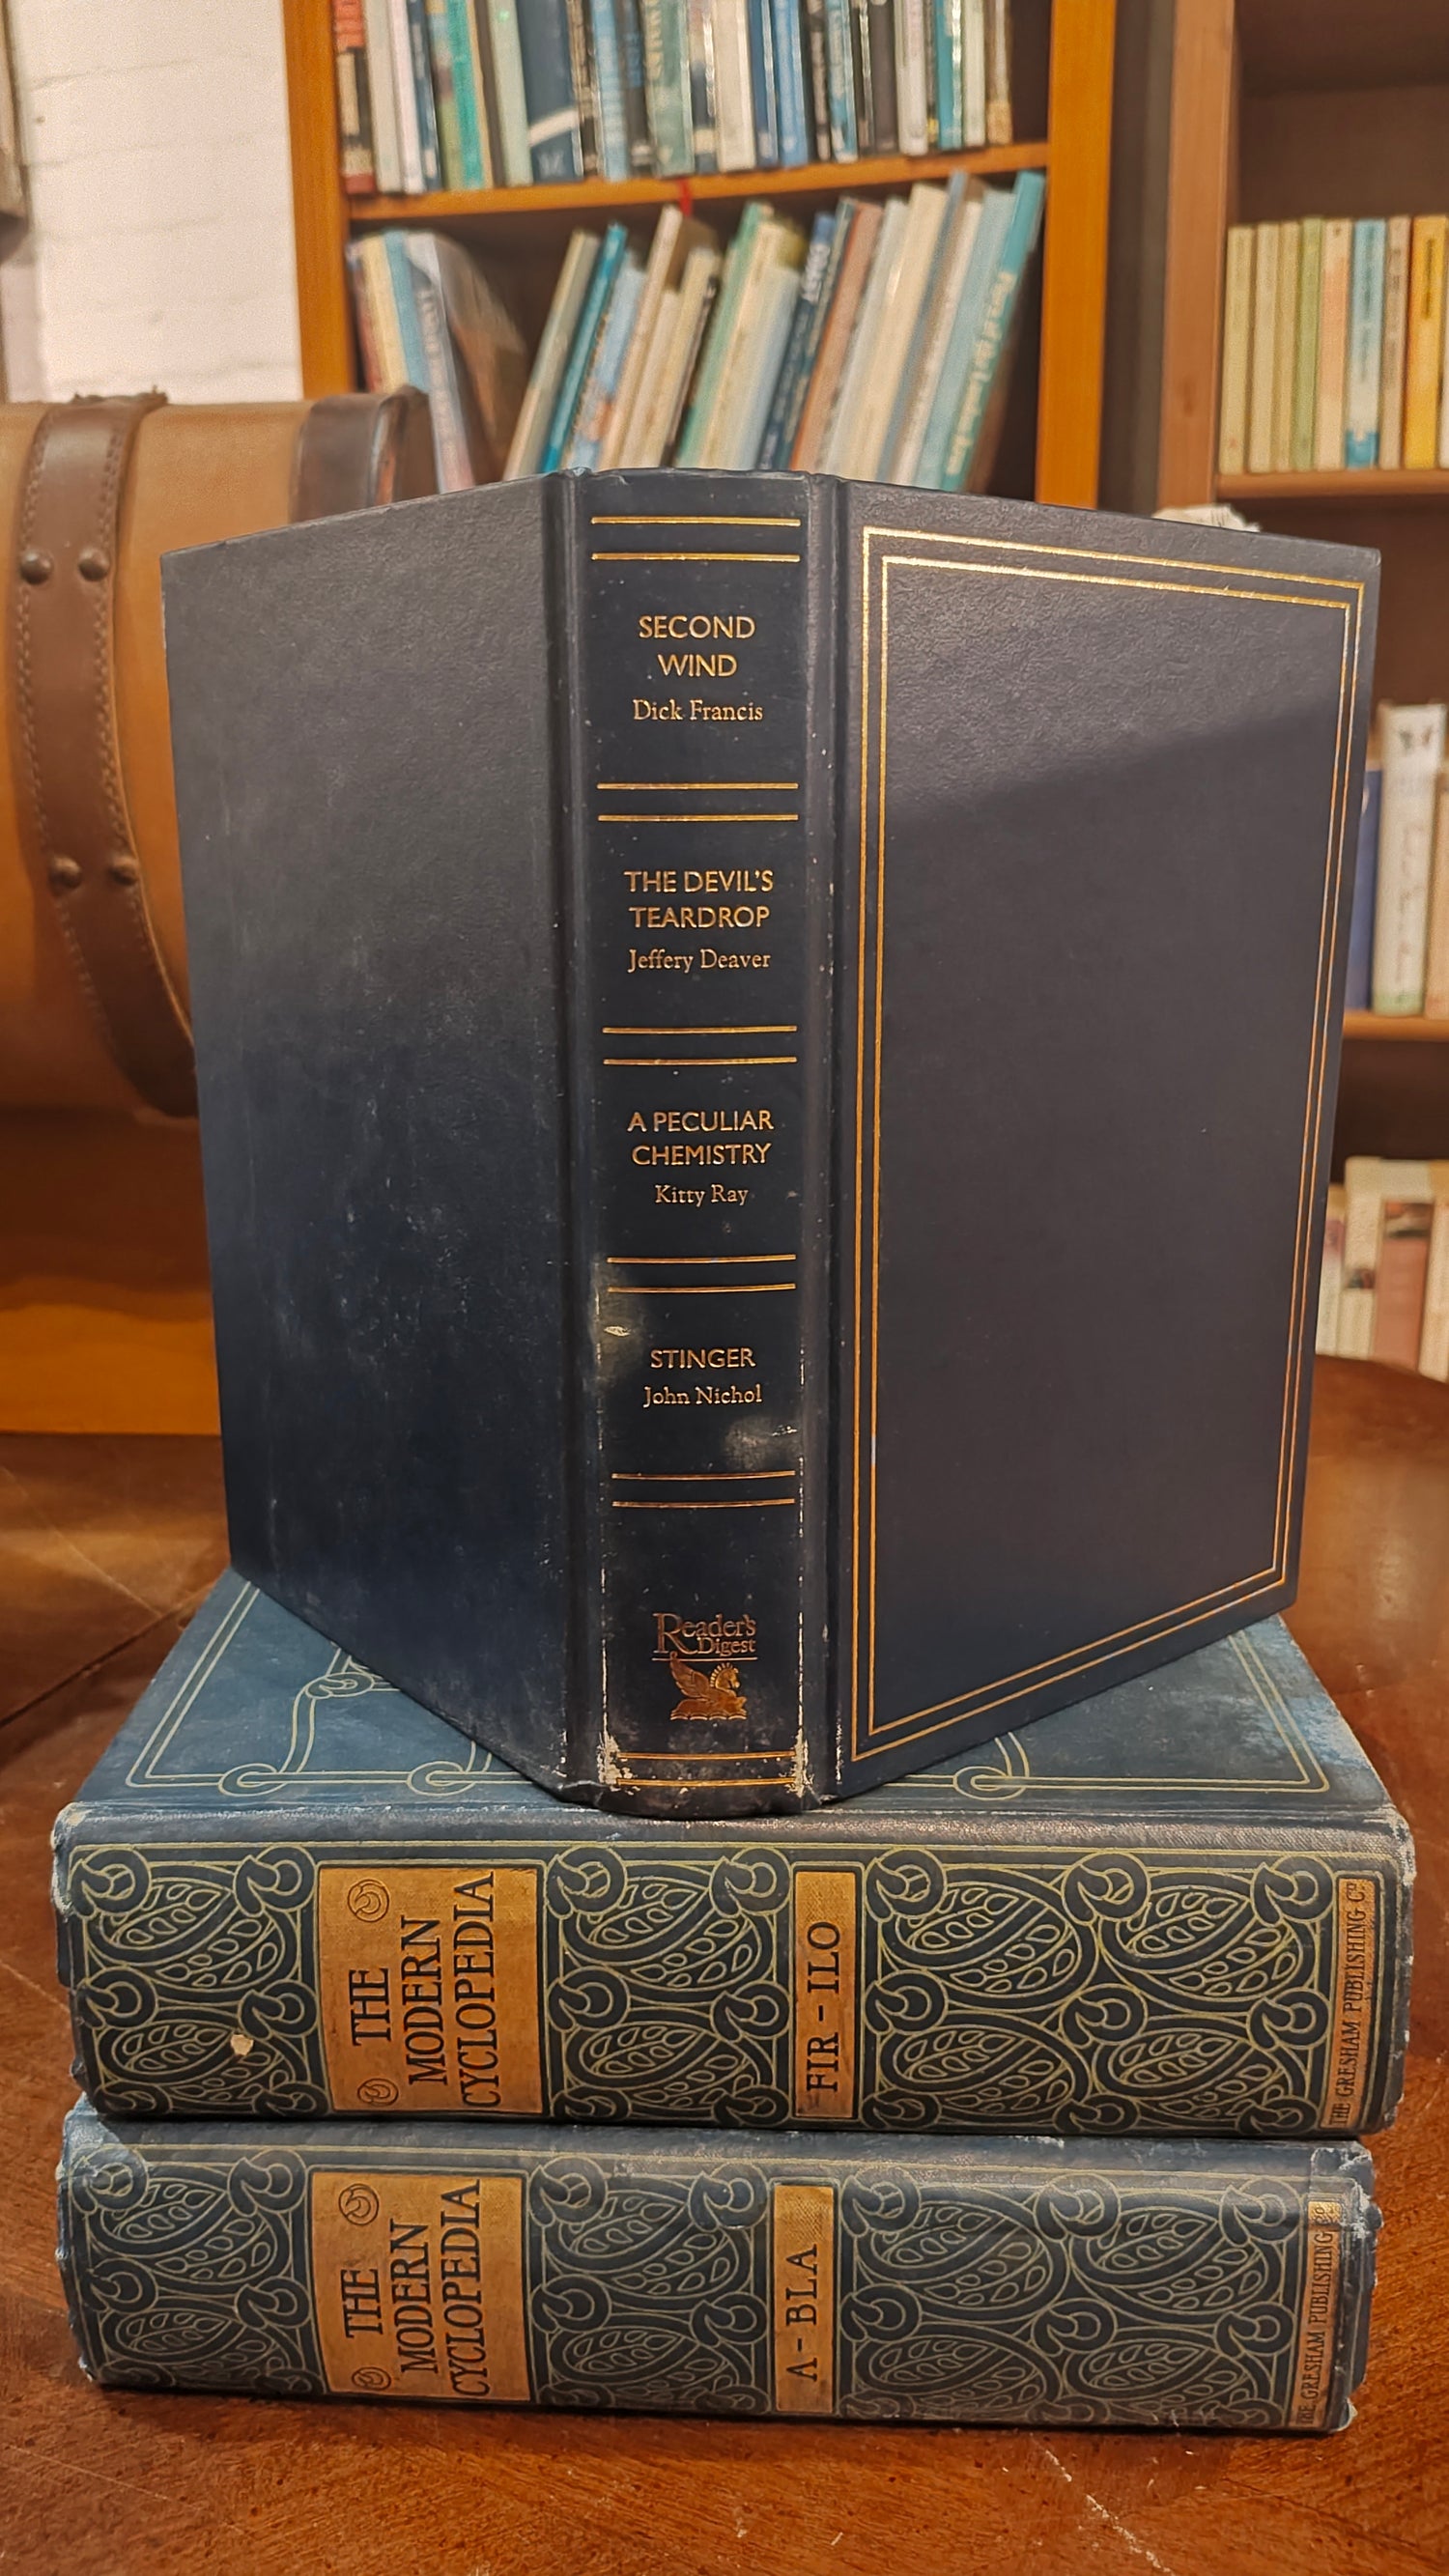 SECOND
WIND
Dick Francis
THE DEVIL'S
TEARDROP
Jeffery Deaver
A PECULIAR
CHEMISTRY
Kitty Ray
STINGER
John Nichol
Reader's
Digest
THE
MODERN
CYCLOPEDIA
FIR - ILO
THE GRESHAM PUBLISHING Cº
THE
MODERN
CYCLOPEDIA
A - BLA
THE GRESHAM PUBLISHING Cº